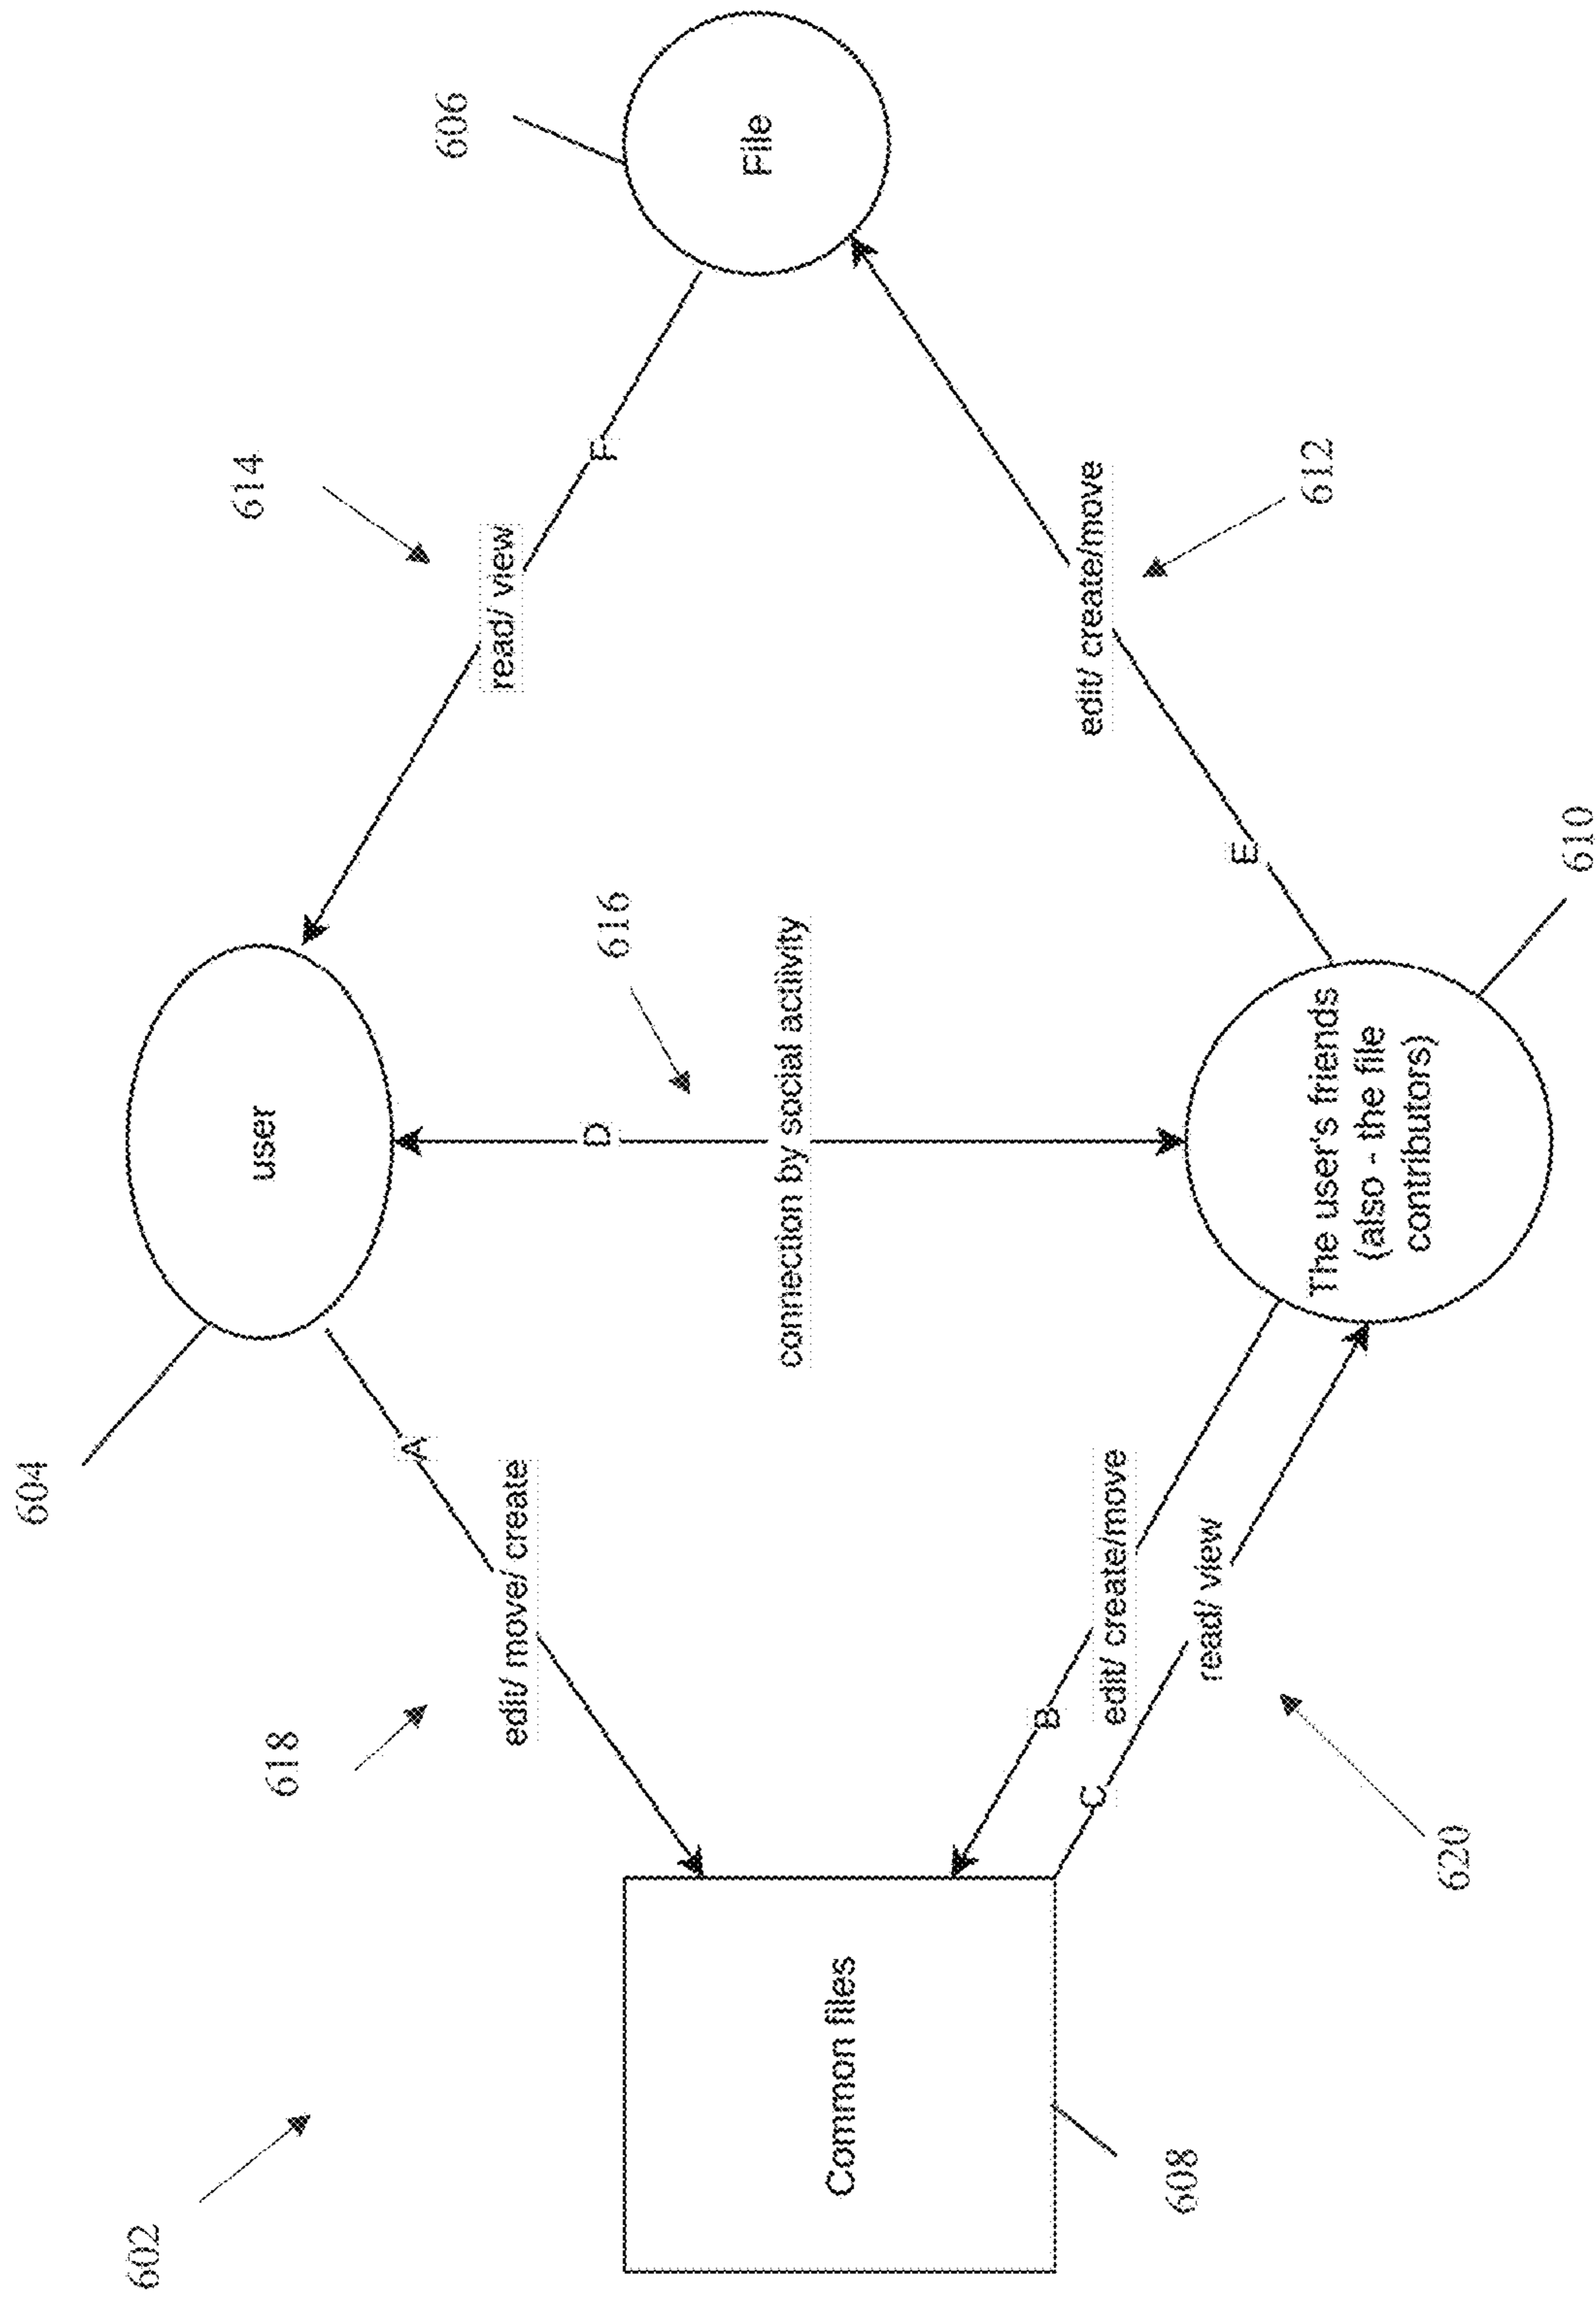 604
602
618
user
614
606
A
edit/ move/ create
read/ view
F
D
616
File
connection by social activity
Common files
B
edit/ create/move
edit/ create/move
C
read/ view
608
E
612
The user's friends
(also - the file
contributors)
620
610